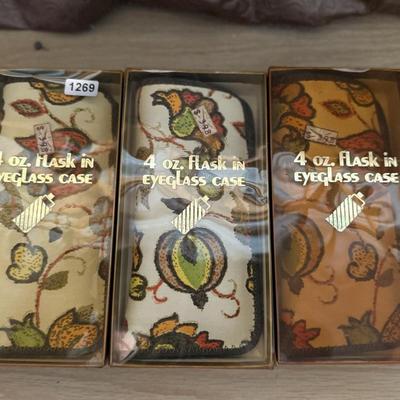 1269
4 oz. Flask in
EYEGLASS CASE
4 oz. Flask in
EYEGLASS CASE
4 oz. Flask in
EYEGLASS CASE